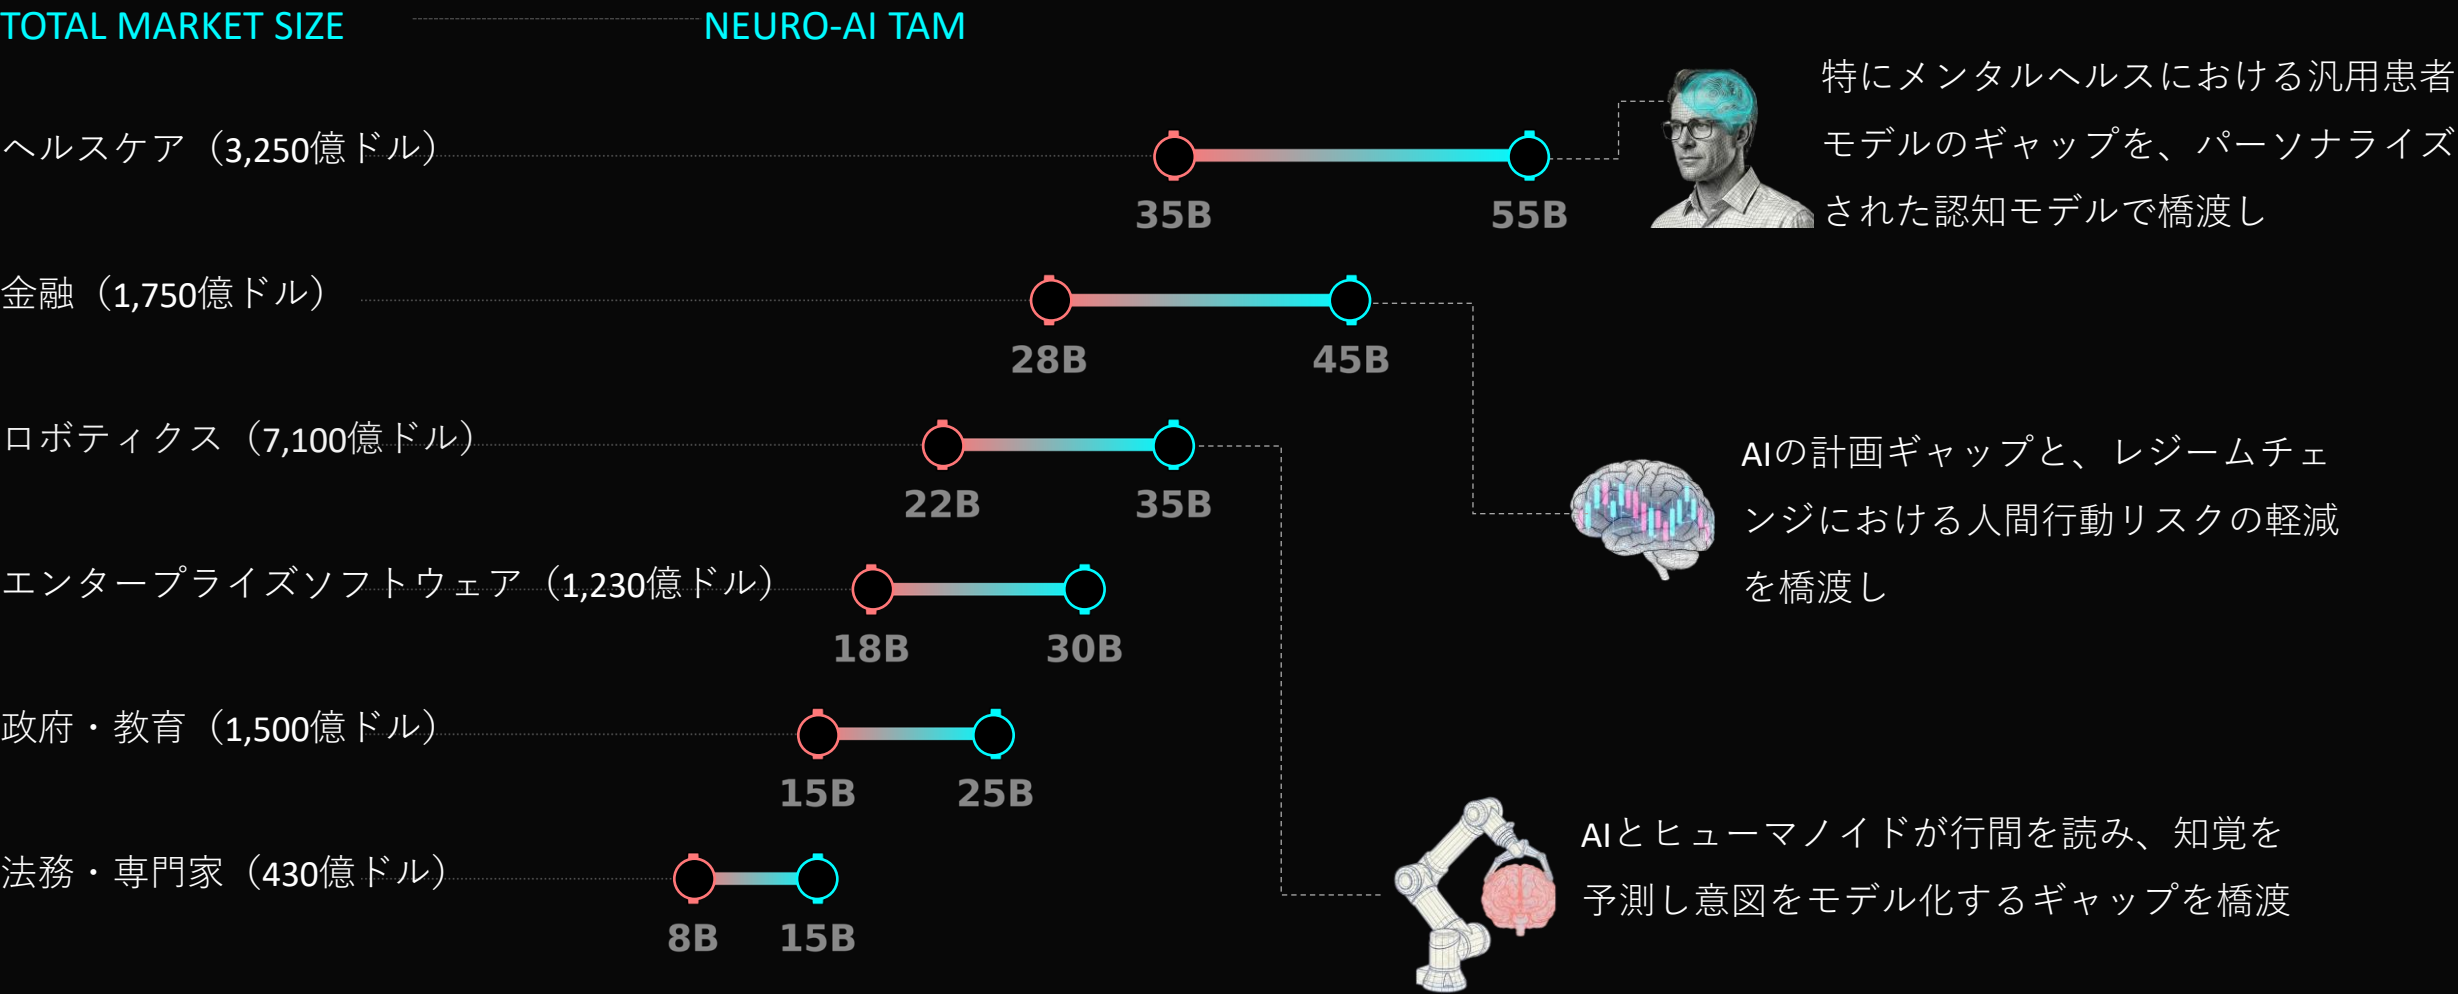 TOTAL MARKET SIZE
NEURO-AI TAM
ヘルスケア（3,250億ドル）
35B
55B
特にメンタルヘルスにおける汎用患者
モデルのギャップを、パーソナライズ
された認知モデルで橋渡し
金融（1,750億ドル）
28B
45B
ロボティクス（7,100億ドル）
22B
35B
AIの計画ギャップと、レジームチェ
ンジにおける人間行動リスクの軽減
を橋渡し
エンタープライズソフトウェア（1,230億ドル）
18B
30B
政府・教育（1,500億ドル）
15B
25B
法務・専門家（430億ドル）
8B
15B
AIとヒューマノイドが行間を読み、知覚を
予測し意図をモデル化するギャップを橋渡